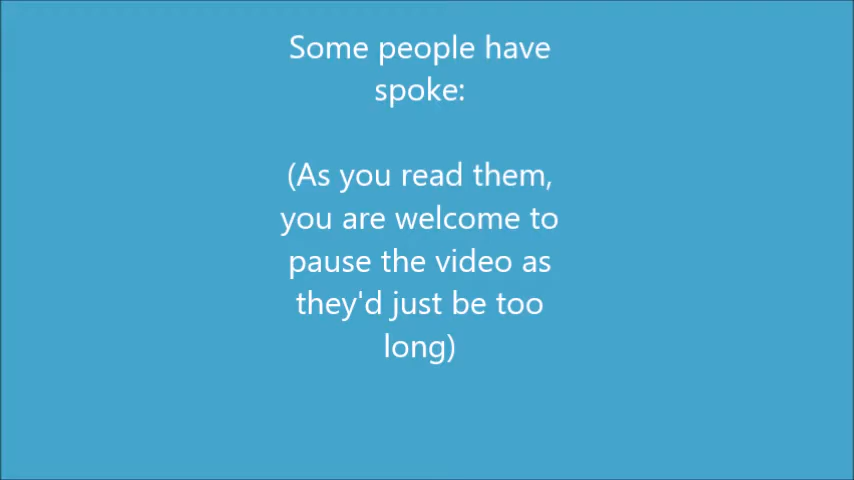 Some people have
spoke:
(As you read them,
you are welcome to
pause the video as
they'd just be too
long)